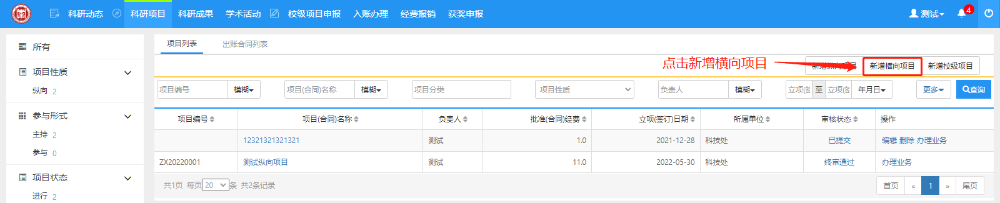 科研动态 科研项目 科研成果 学术活动 校级项目申报 入账办理 经费报销 获奖申报 测试 4
所有
项目性质
纵向 2
参与形式
主持 2
参与 0
项目状态
进行 2
项目列表 出账合同列表
点击新增横向项目 新增纵向项目 新增横向项目 新增校级项目
项目编号 模糊 项目(合同)名称 模糊 项目分类 项目性质 负责人 模糊 立项(签 至 立项(签 年月日 更多 查询
项目编号 项目(合同)名称 负责人 批准(合同)经费 立项(签订)日期 所属单位 审核状态 操作
12321321321321 测试 1.0 2021-12-28 科技处 已提交 编辑 删除 办理业务
ZX20220001 测试纵向项目 测试 11.0 2022-05-30 科技处 终审通过 办理业务
共1页 每页 20 条 共2条记录 首页 « 1 » 尾页